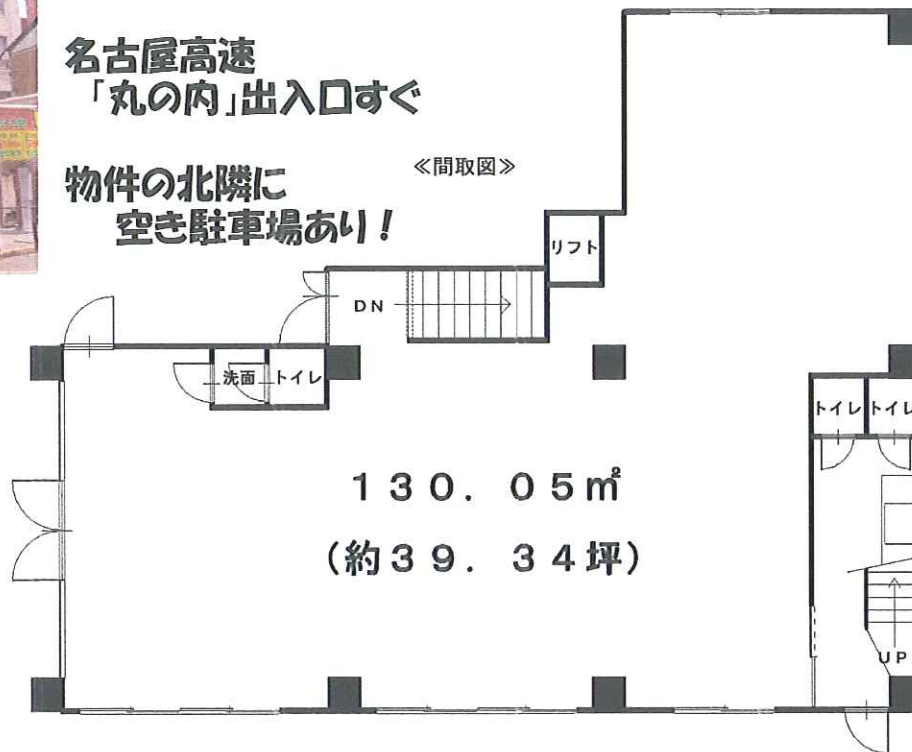 名古屋高速
「丸の内」出入口すぐ
物件の北隣に
空き駐車場あり!
≪間取図≫
リフト
DN
洗面
トイレ
トイレ
トイレ
130.05㎡
(約39.34坪)
UP